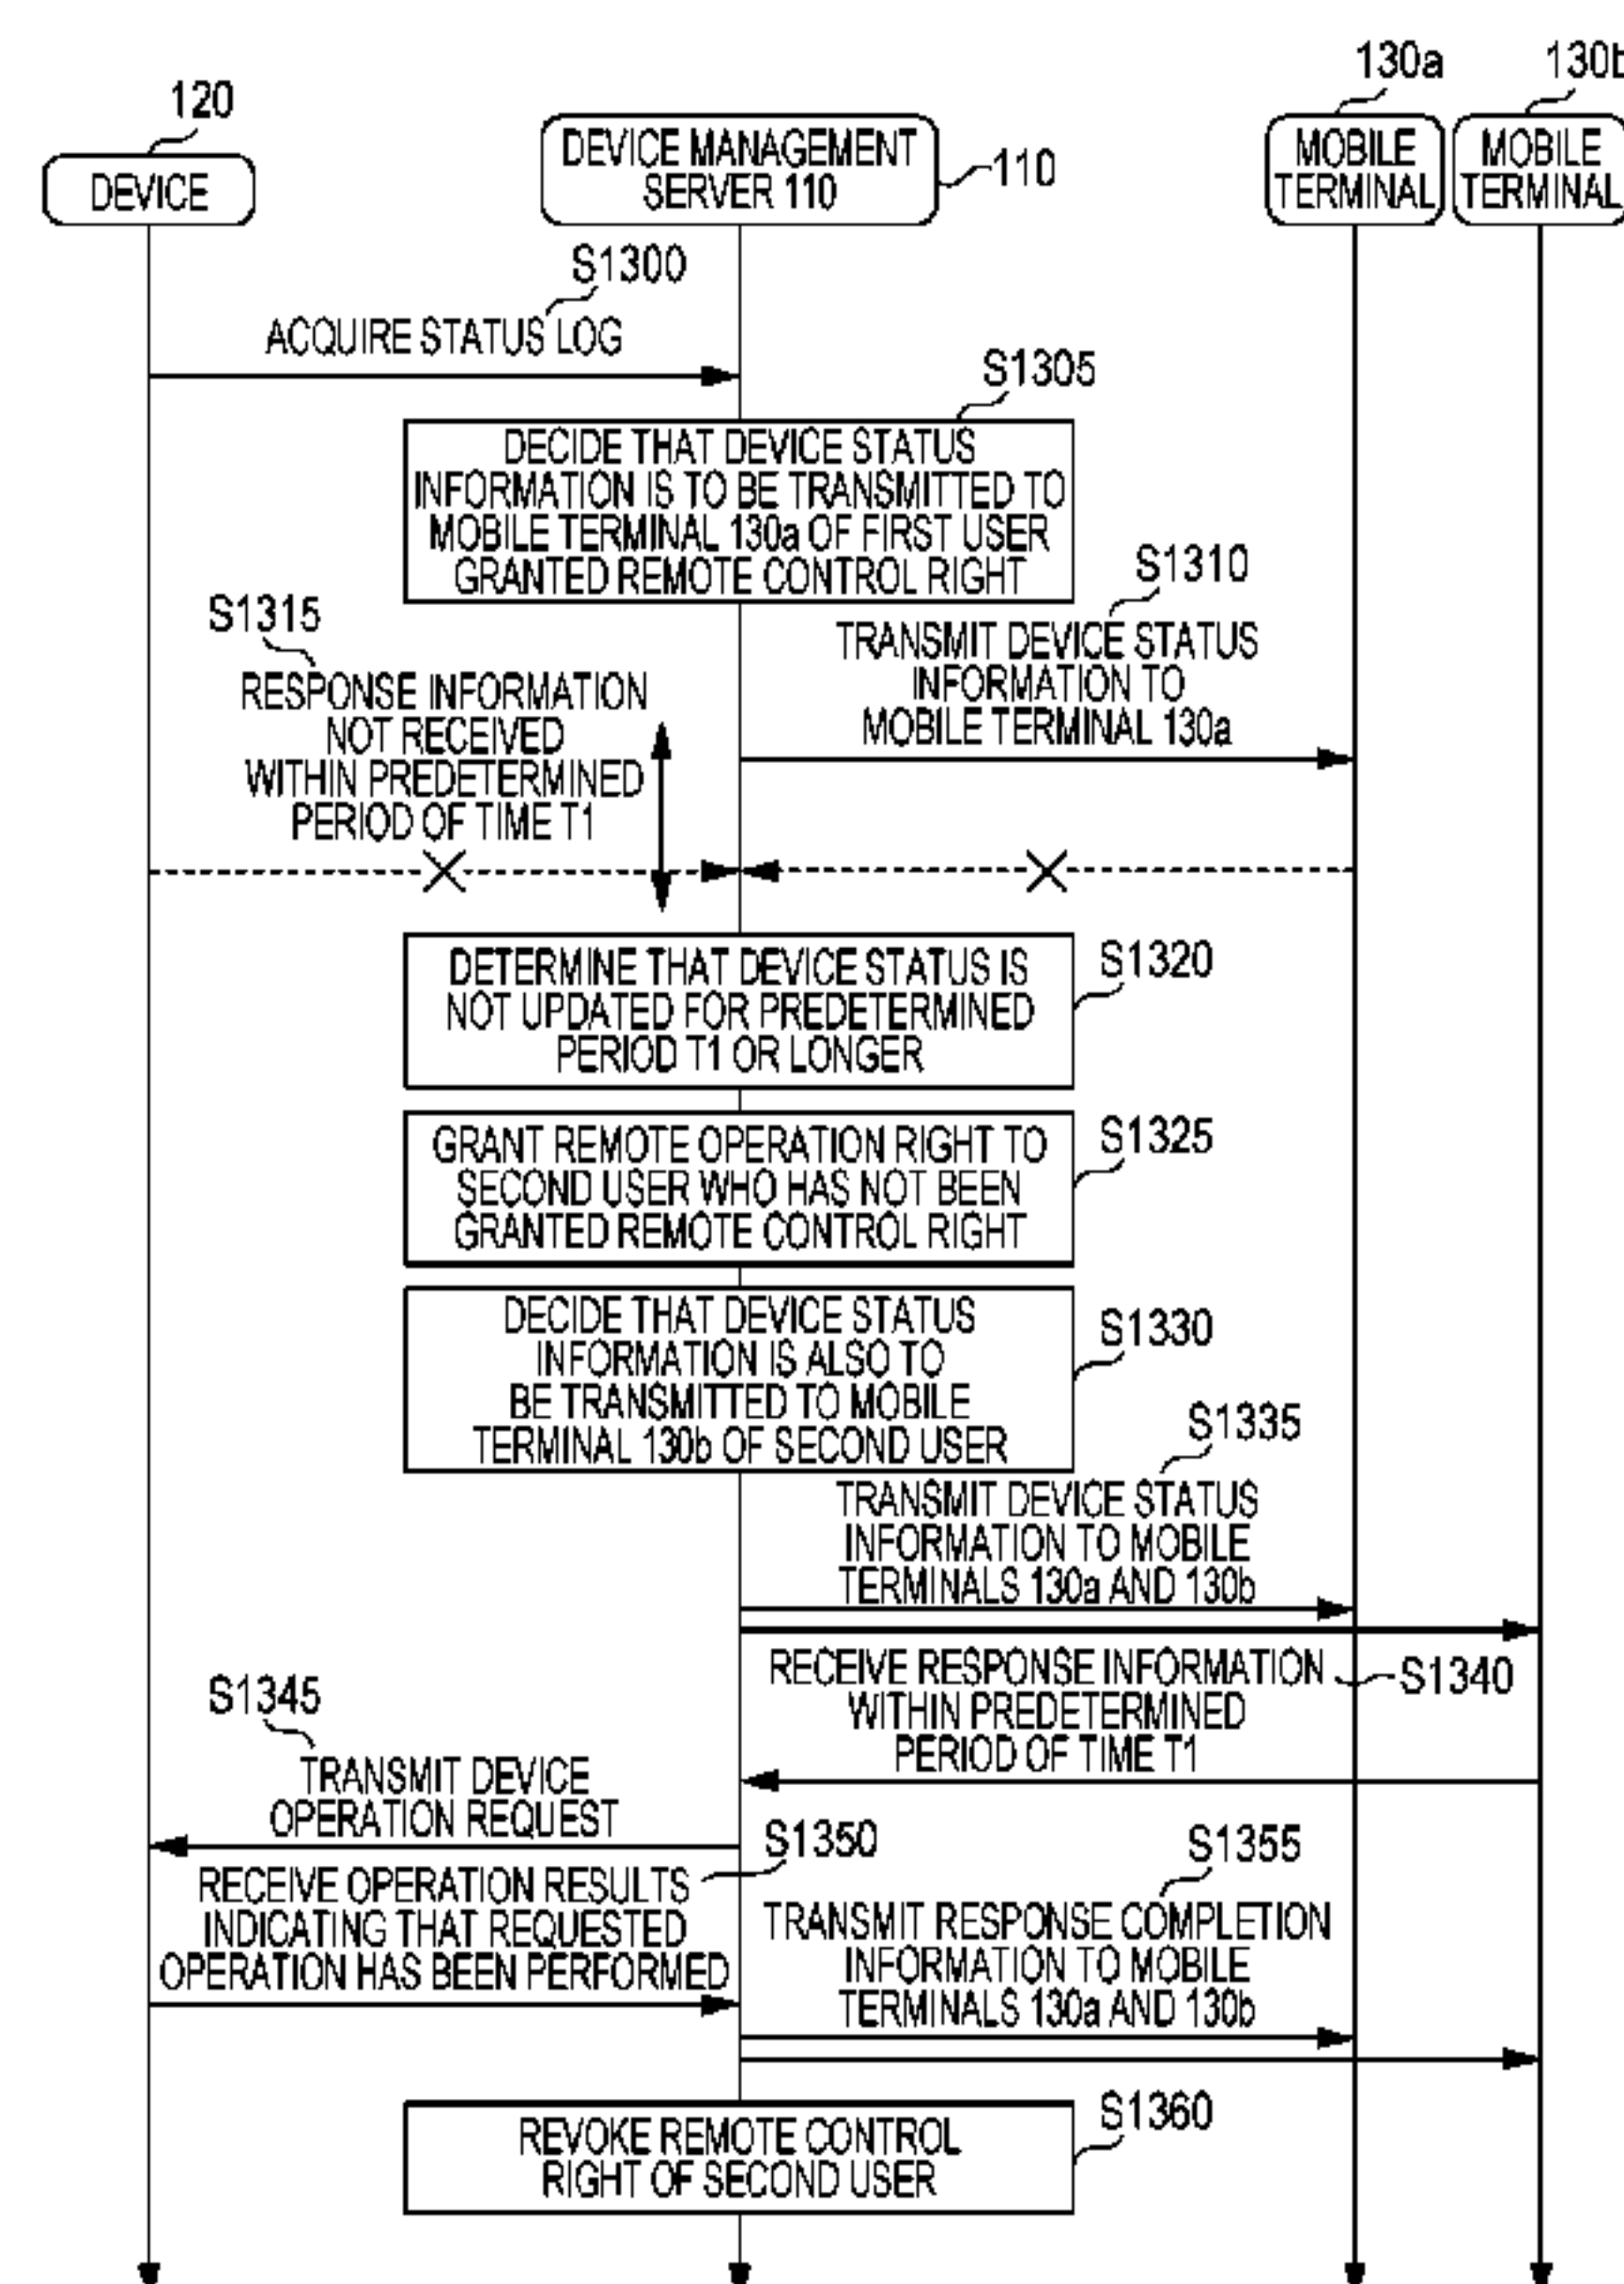 130a
130b
120
DEVICE MANAGEMENT
SERVER 110
110
MOBILE
TERMINAL
MOBILE
TERMINAL
DEVICE
S1300
ACQUIRE STATUS LOG
S1305
DECIDE THAT DEVICE STATUS
INFORMATION IS TO BE TRANSMITTED TO
MOBILE TERMINAL 130a OF FIRST USER
GRANTED REMOTE CONTROL RIGHT
S1310
TRANSMIT DEVICE STATUS
INFORMATION TO
MOBILE TERMINAL 130a
S1315
RESPONSE INFORMATION
NOT RECEIVED
WITHIN PREDETERMINED
PERIOD OF TIME T1
DETERMINE THAT DEVICE STATUS IS
NOT UPDATED FOR PREDETERMINED
PERIOD T1 OR LONGER
S1320
GRANT REMOTE OPERATION RIGHT TO
SECOND USER WHO HAS NOT BEEN
GRANTED REMOTE CONTROL RIGHT
S1325
DECIDE THAT DEVICE STATUS
INFORMATION IS ALSO TO
BE TRANSMITTED TO MOBILE
TERMINAL 130b OF SECOND USER
S1330
S1335
TRANSMIT DEVICE STATUS
INFORMATION TO MOBILE
TERMINALS 130a AND 130b
RECEIVE RESPONSE INFORMATION
WITHIN PREDETERMINED
PERIOD OF TIME T1
S1340
S1345
TRANSMIT DEVICE
OPERATION REQUEST
S1350
RECEIVE OPERATION RESULTS
INDICATING THAT REQUESTED
OPERATION HAS BEEN PERFORMED
S1355
TRANSMIT RESPONSE COMPLETION
INFORMATION TO MOBILE
TERMINALS 130a AND 130b
REVOKE REMOTE CONTROL
RIGHT OF SECOND USER
S1360